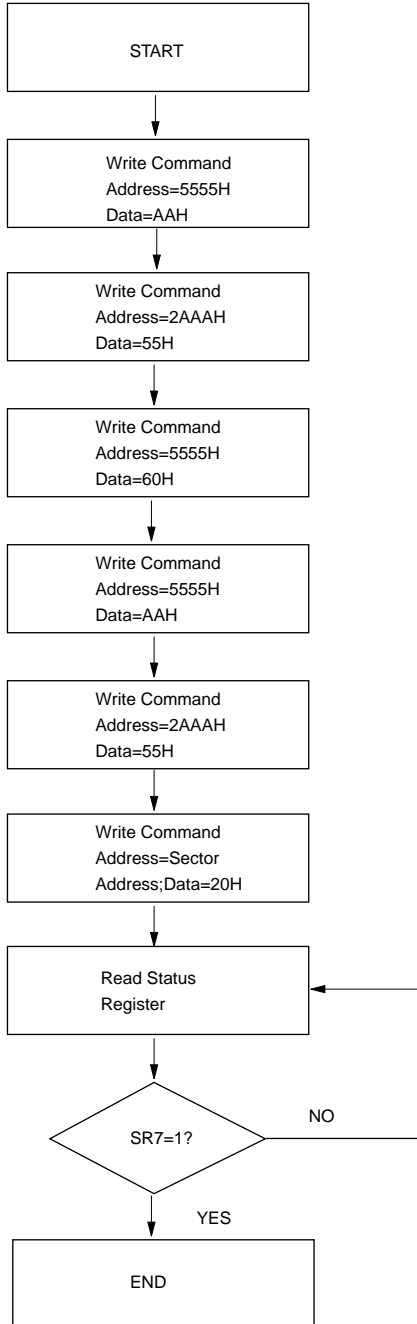 START
Write Command
Address=5555H
Data=AAH
Write Command
Address=2AAAH
Data=55H
Write Command
Address=5555H
Data=60H
Write Command
Address=5555H
Data=AAH
Write Command
Address=2AAAH
Data=55H
Write Command
Address=Sector
Address;Data=20H
Read Status
Register
SR7=1?
NO
YES
END